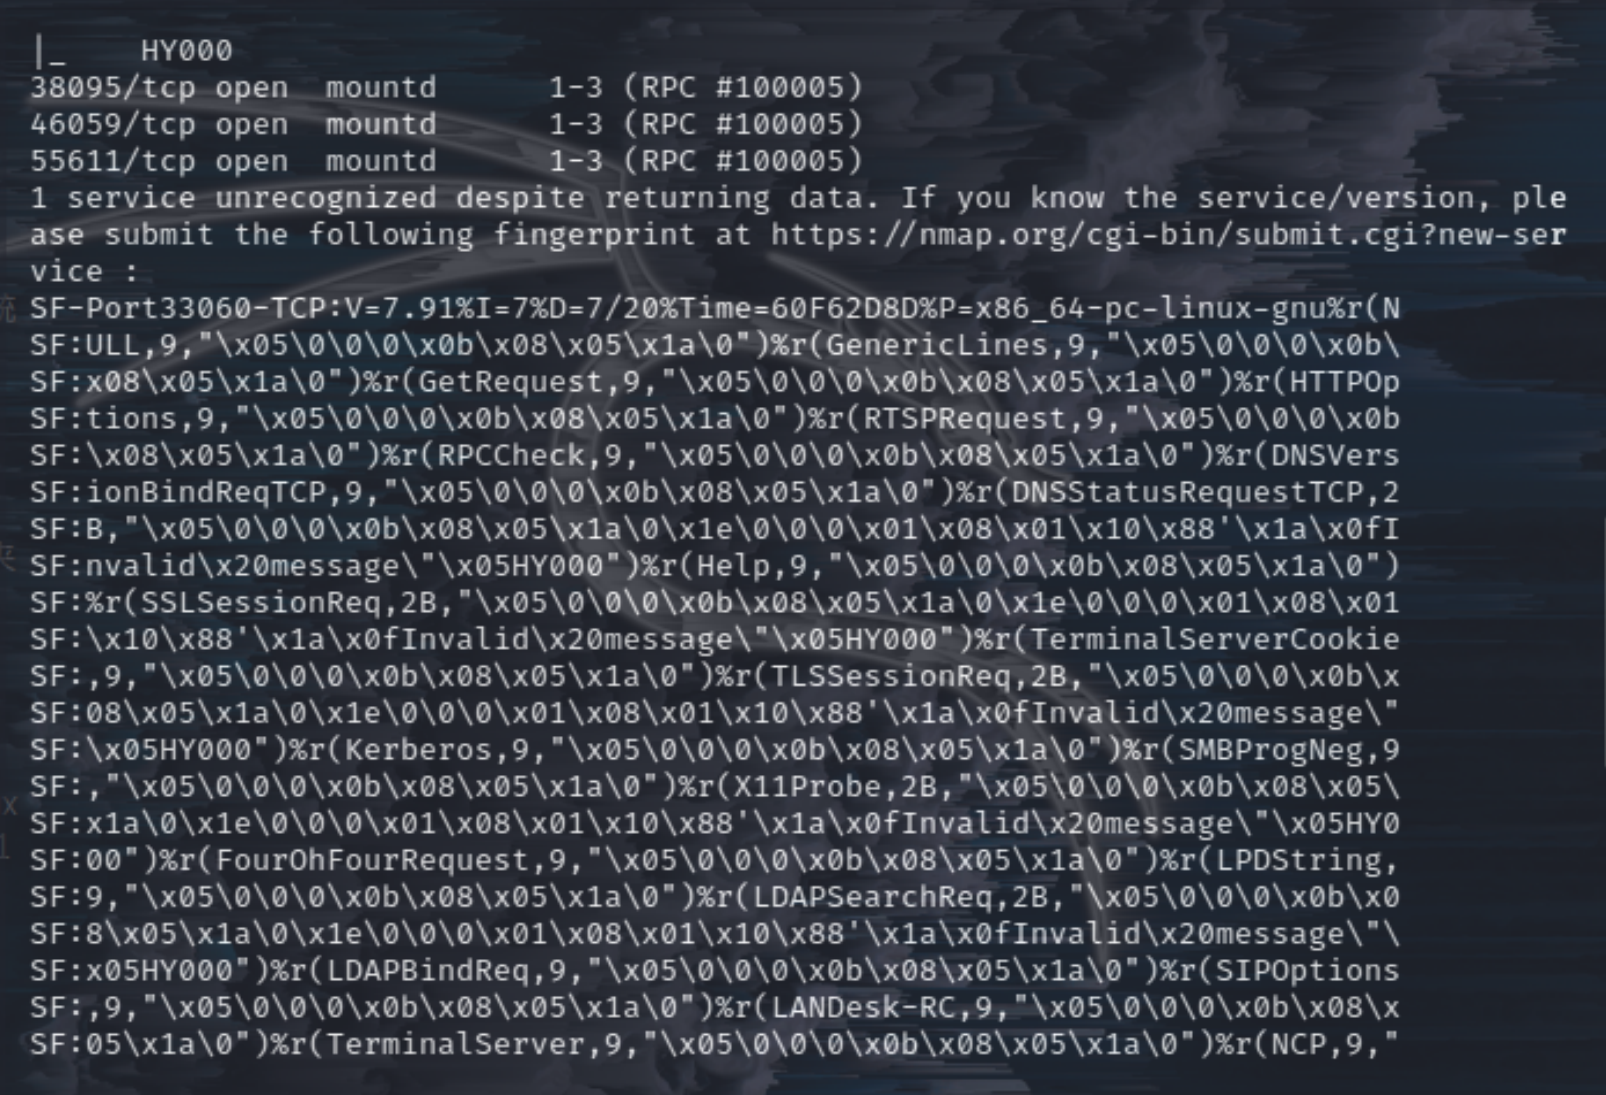 |_    HY000
38095/tcp open  mountd      1-3 (RPC #100005)
46059/tcp open  mountd      1-3 (RPC #100005)
55611/tcp open  mountd      1-3 (RPC #100005)
1 service unrecognized despite returning data. If you know the service/version, ple
ase submit the following fingerprint at https://nmap.org/cgi-bin/submit.cgi?new-ser
vice :
SF-Port33060-TCP:V=7.91%I=7%D=7/20%Time=60F62D8D%P=x86_64-pc-linux-gnu%r(N
SF:ULL,9,"\x05\0\0\0\x0b\x08\x05\x1a\0")%r(GenericLines,9,"\x05\0\0\0\x0b\
SF:x08\x05\x1a\0")%r(GetRequest,9,"\x05\0\0\0\x0b\x08\x05\x1a\0")%r(HTTPOp
SF:tions,9,"\x05\0\0\0\x0b\x08\x05\x1a\0")%r(RTSPRequest,9,"\x05\0\0\0\x0b
SF:\x08\x05\x1a\0")%r(RPCCheck,9,"\x05\0\0\0\x0b\x08\x05\x1a\0")%r(DNSVers
SF:ionBindReqTCP,9,"\x05\0\0\0\x0b\x08\x05\x1a\0")%r(DNSStatusRequestTCP,2
SF:B,"\x05\0\0\0\x0b\x08\x05\x1a\0\x1e\0\0\0\x01\x08\x01\x10\x88'\x1a\x0fI
SF:nvalid\x20message\"\x05HY000")%r(Help,9,"\x05\0\0\0\x0b\x08\x05\x1a\0")
SF:%r(SSLSessionReq,2B,"\x05\0\0\0\x0b\x08\x05\x1a\0\x1e\0\0\0\x01\x08\x01
SF:\x10\x88'\x1a\x0fInvalid\x20message\"\x05HY000")%r(TerminalServerCookie
SF:,9,"\x05\0\0\0\x0b\x08\x05\x1a\0")%r(TLSSessionReq,2B,"\x05\0\0\0\x0b\x
SF:08\x05\x1a\0\x1e\0\0\0\x01\x08\x01\x10\x88'\x1a\x0fInvalid\x20message\"
SF:\x05HY000")%r(Kerberos,9,"\x05\0\0\0\x0b\x08\x05\x1a\0")%r(SMBProgNeg,9
SF:,"\x05\0\0\0\x0b\x08\x05\x1a\0")%r(X11Probe,2B,"\x05\0\0\0\x0b\x08\x05\
SF:x1a\0\x1e\0\0\0\x01\x08\x01\x10\x88'\x1a\x0fInvalid\x20message\"\x05HY0
SF:00")%r(FourOhFourRequest,9,"\x05\0\0\0\x0b\x08\x05\x1a\0")%r(LPDString,
SF:9,"\x05\0\0\0\x0b\x08\x05\x1a\0")%r(LDAPSearchReq,2B,"\x05\0\0\0\x0b\x0
SF:8\x05\x1a\0\x1e\0\0\0\x01\x08\x01\x10\x88'\x1a\x0fInvalid\x20message\"\
SF:x05HY000")%r(LDAPBindReq,9,"\x05\0\0\0\x0b\x08\x05\x1a\0")%r(SIPOptions
SF:,9,"\x05\0\0\0\x0b\x08\x05\x1a\0")%r(LANDesk-RC,9,"\x05\0\0\0\x0b\x08\x
SF:05\x1a\0")%r(TerminalServer,9,"\x05\0\0\0\x0b\x08\x05\x1a\0")%r(NCP,9,"